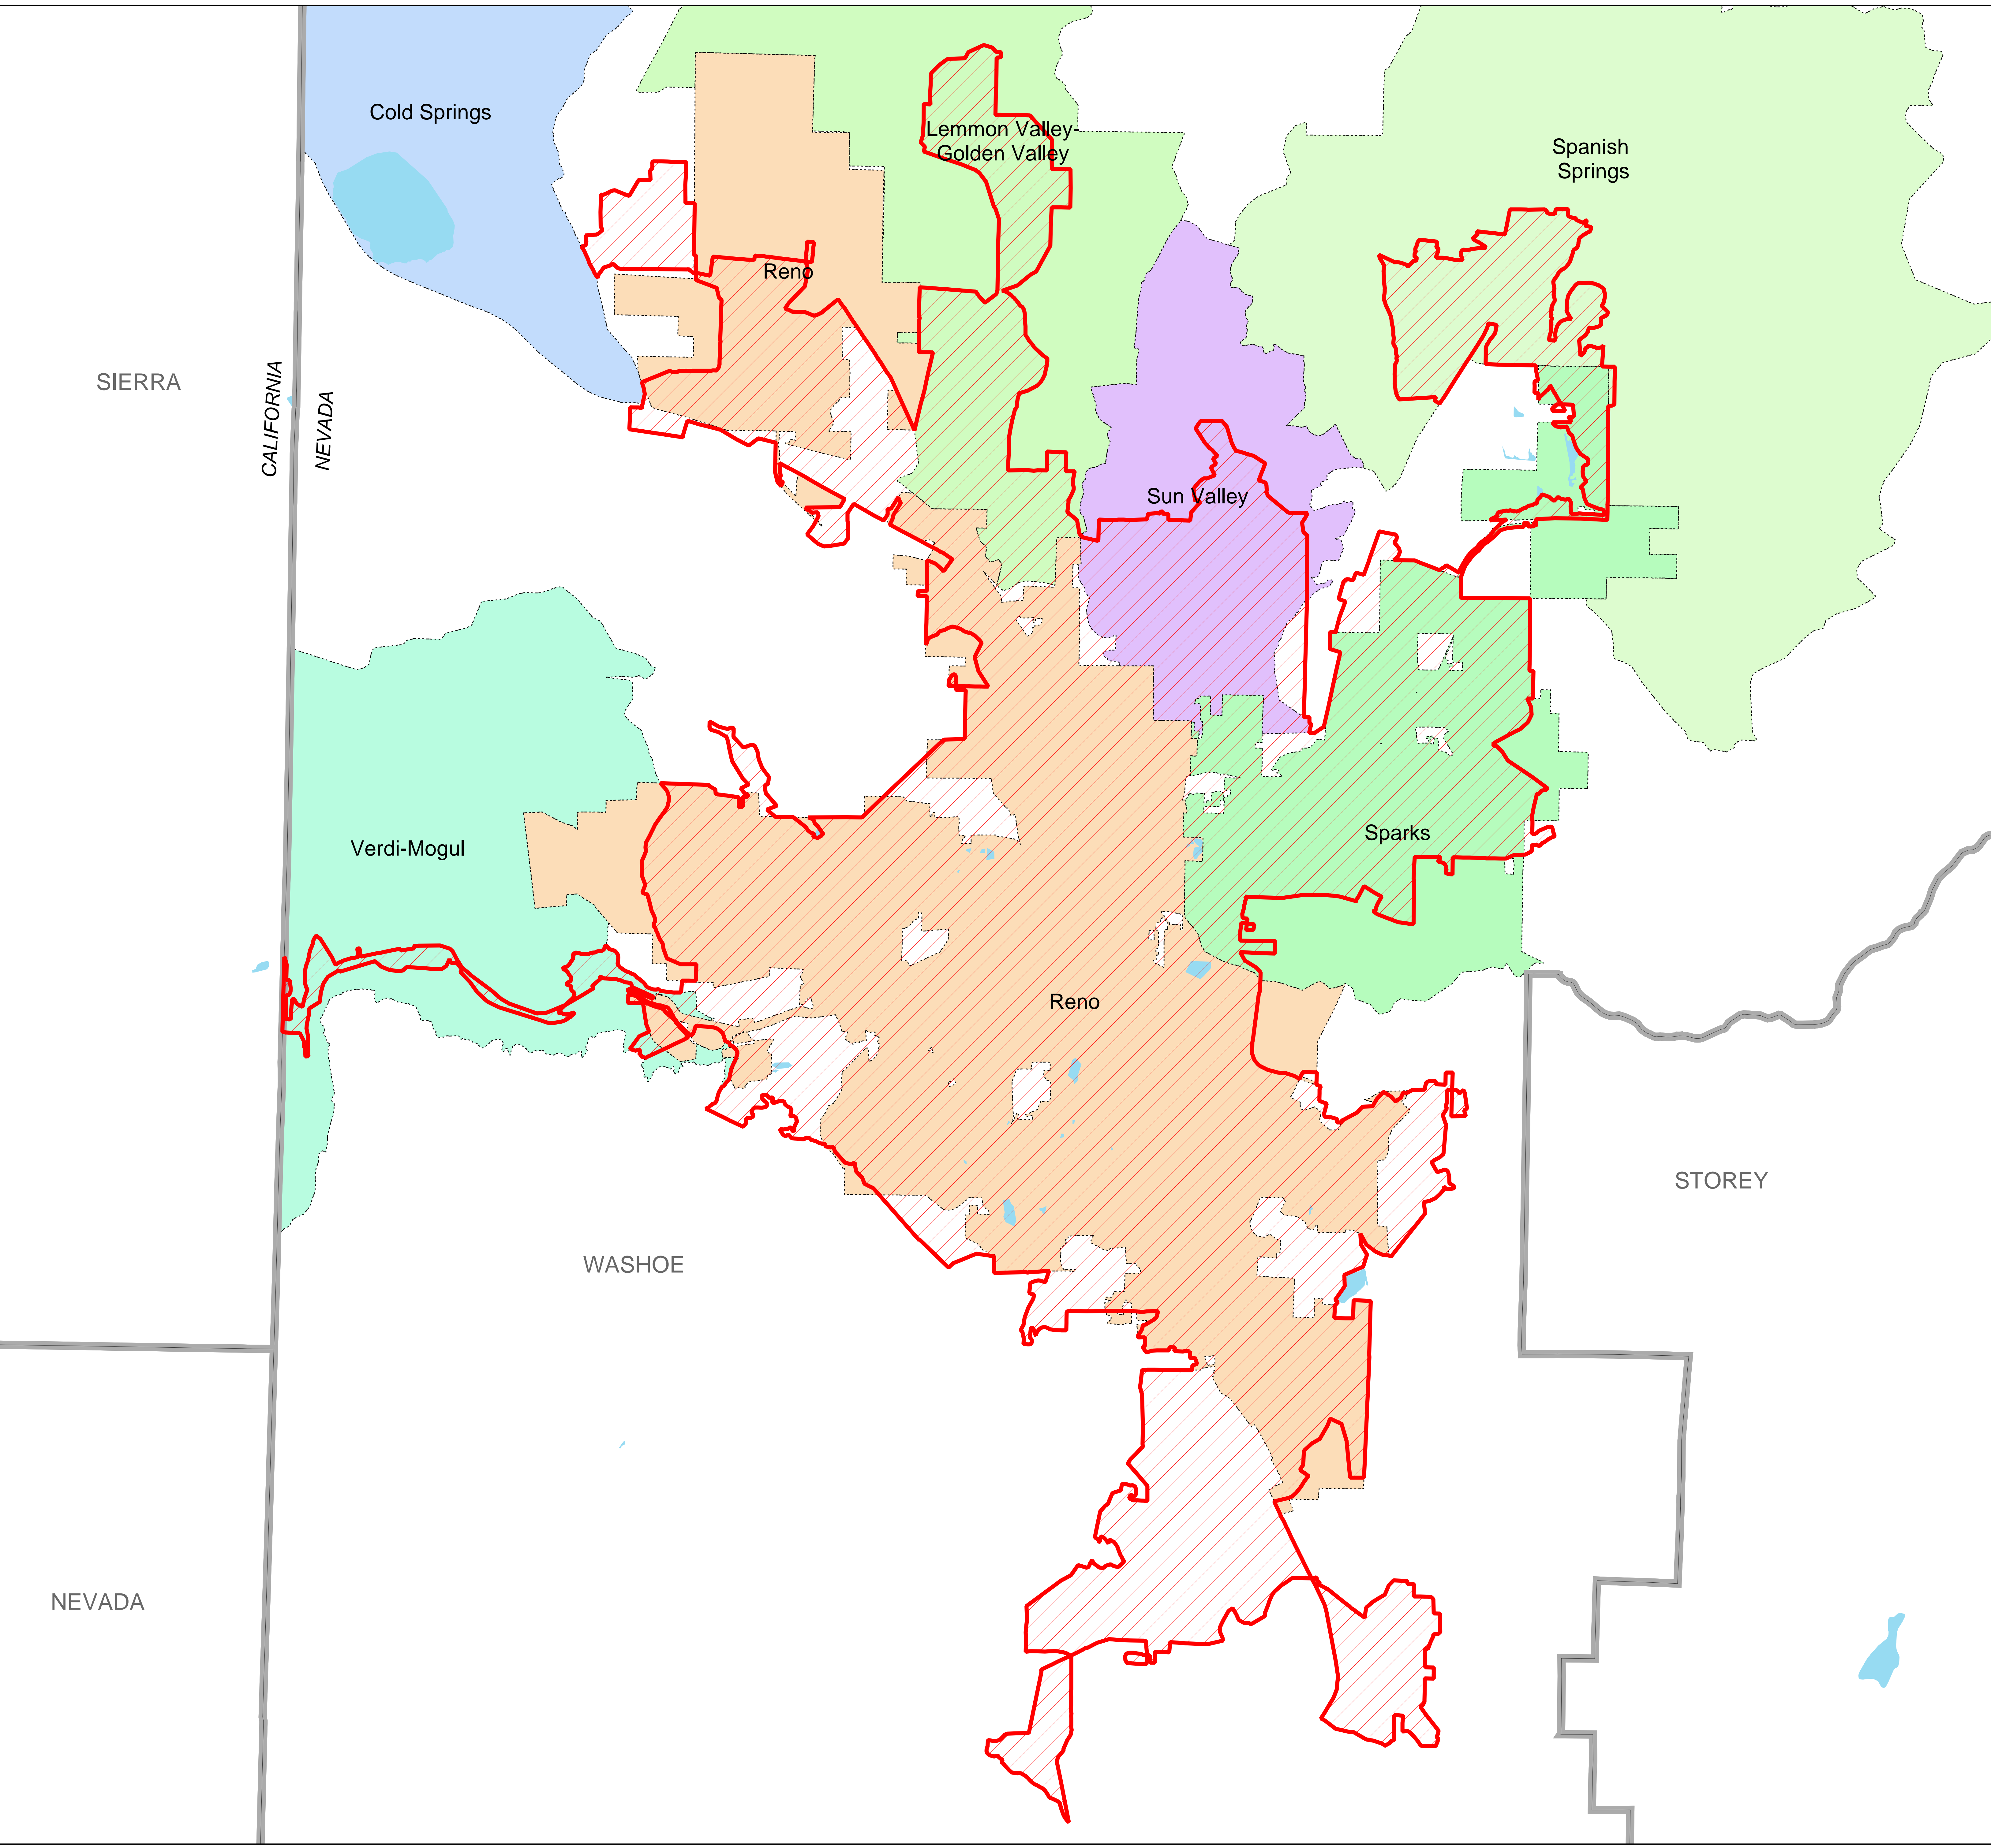 Cold Springs
Lemmon Valley-
Golden Valley
Spanish
Springs
Reno
SIERRA
CALIFORNIA
NEVADA
Sun Valley
Sparks
Verdi-Mogul
Reno
STOREY
WASHOE
NEVADA